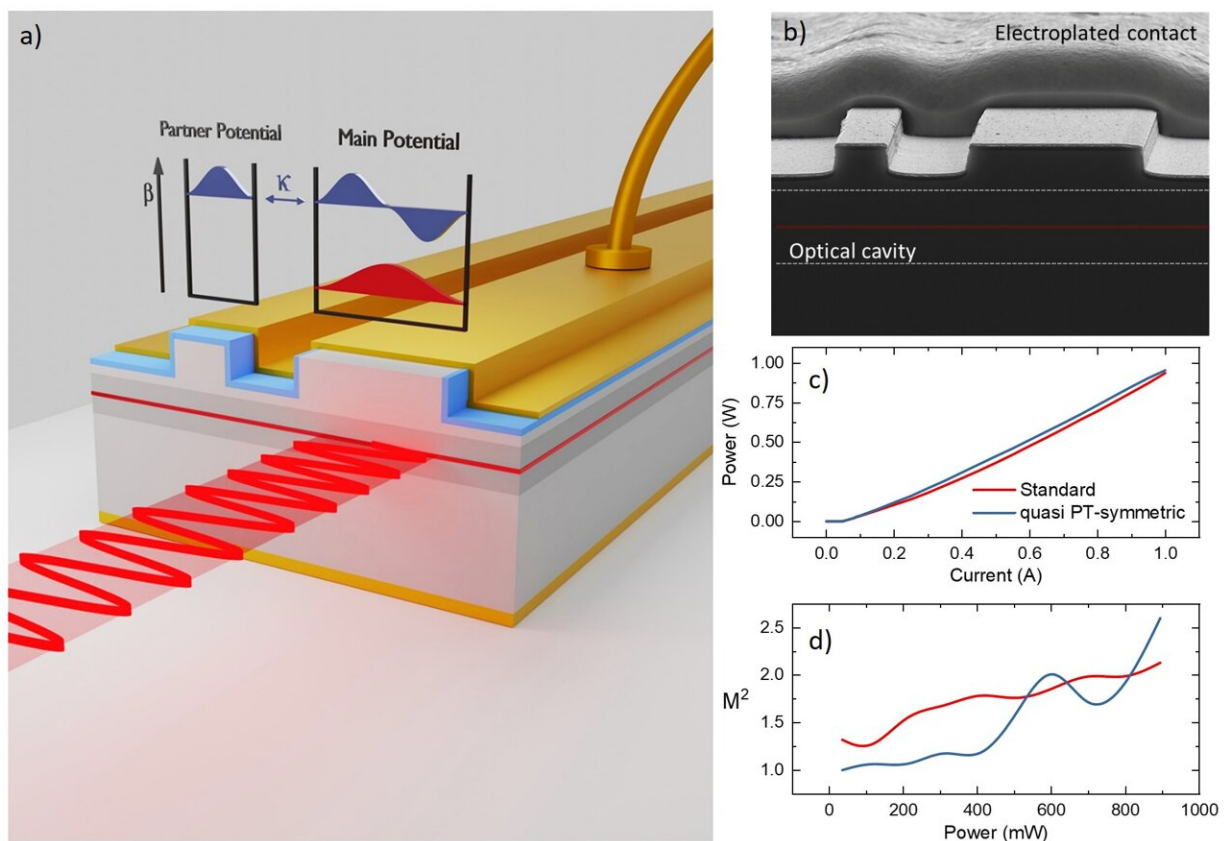 a)
Partner Potential
Main Potential
β
κ
b)
Electroplated contact
Optical cavity
c)
1.00
0.75
0.50
0.25
0.00
Power (W)
Standard
quasi PT-symmetric
0.0 0.2 0.4 0.6 0.8 1.0
Current (A)
d)
2.5
2.0
1.5
1.0
M²
0 200 400 600 800 1000
Power (mW)